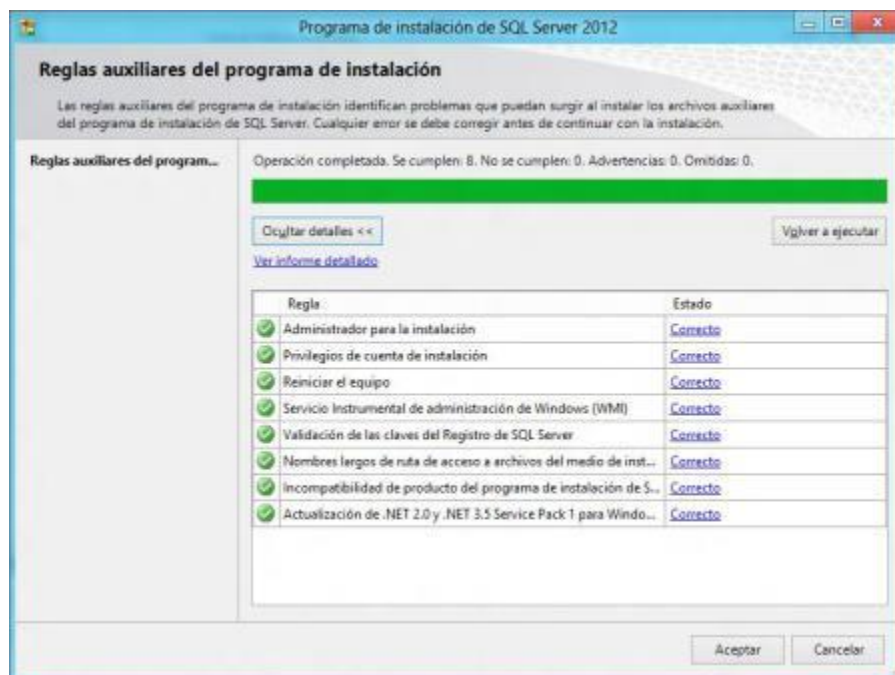 Programa de instalación de SQL Server 2012
Reglas auxiliares del programa de instalación
Las reglas auxiliares del programa de instalación identifican problemas que puedan surgir al instalar los archivos auxiliares
del programa de instalación de SQL Server. Cualquier error se debe corregir antes de continuar con la instalación.
Reglas auxiliares del program...
Operación completada. Se cumplen: 8. No se cumplen: 0. Advertencias: 0. Omitidas: 0.
Ocultar detalles <<
Volver a ejecutar
Ver informe detallado
Regla Estado
Administrador para la instalación Correcto
Privilegios de cuenta de instalación Correcto
Reiniciar el equipo Correcto
Servicio Instrumental de administración de Windows (WMI) Correcto
Validación de las claves del Registro de SQL Server Correcto
Nombres largos de ruta de acceso a archivos del medio de inst... Correcto
Incompatibilidad de producto del programa de instalación de S... Correcto
Actualización de .NET 2.0 y .NET 3.5 Service Pack 1 para Windo... Correcto
Aceptar
Cancelar